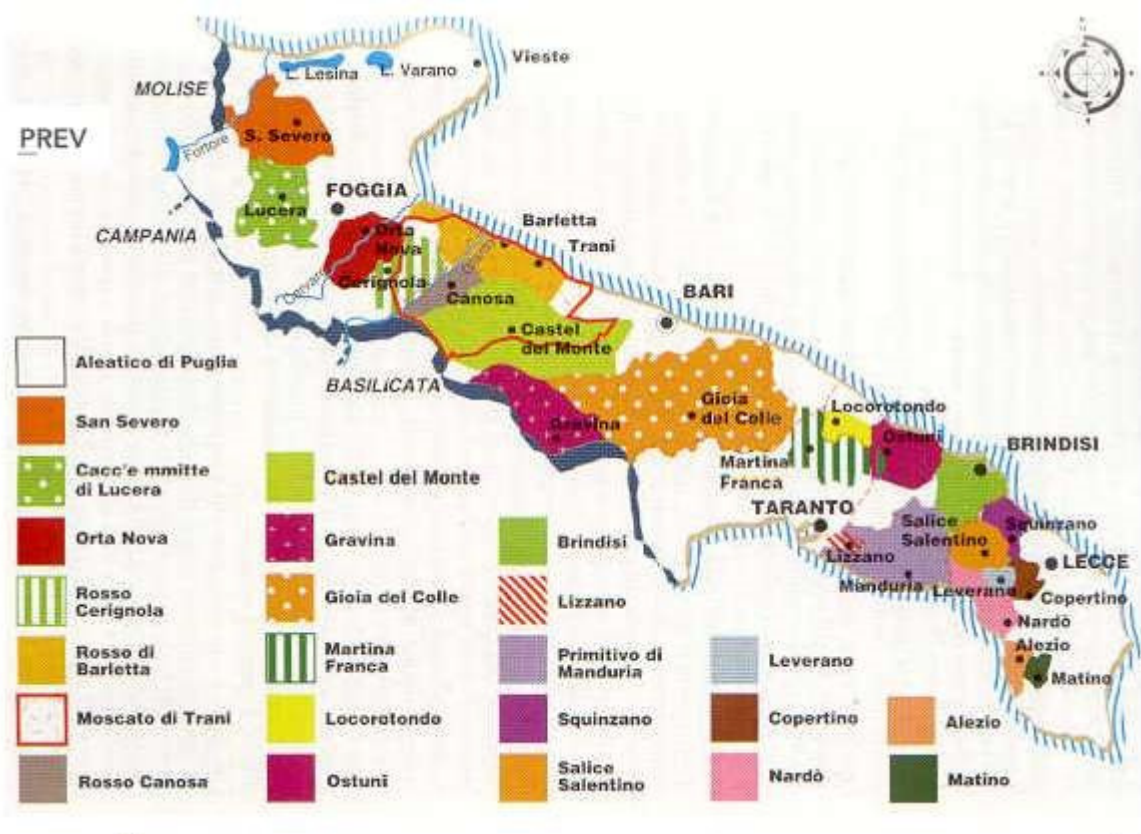 Vieste
L. Lesina
L. Varano
MOLISE
PREV
S. Severo
Fortore
FOGGIA
Lucera
CAMPANIA
Orta
Nova
Barletta
Trani
Cerignola
Canosa
BARI
Castel
del Monte
BASILICATA
Gioia
del Colle
Gravina
Locorotondo
Ostuni
BRINDISI
Martina
Franca
TARANTO
Salice
Salentino
Squinzano
Lizzano
LECCE
Manduria
Leverano
Copertino
Nardò
Alezio
Matino
Aleatico di Puglia
San Severo
Cacc'e mmitte
di Lucera
Orta Nova
Rosso
Cerignola
Rosso di
Barletta
Moscato di Trani
Rosso Canosa
Castel del Monte
Gravina
Gioia del Colle
Martina
Franca
Locorotondo
Ostuni
Brindisi
Lizzano
Primitivo di
Manduria
Squinzano
Salice
Salentino
Leverano
Copertino
Nardò
Alezio
Matino